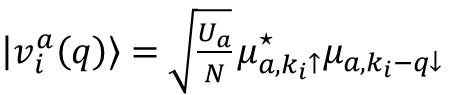 |v_i^a(q)⟩ = √(U_a/N) μ^⋆_{a,k_i↑} μ_{a,k_i−q↓}